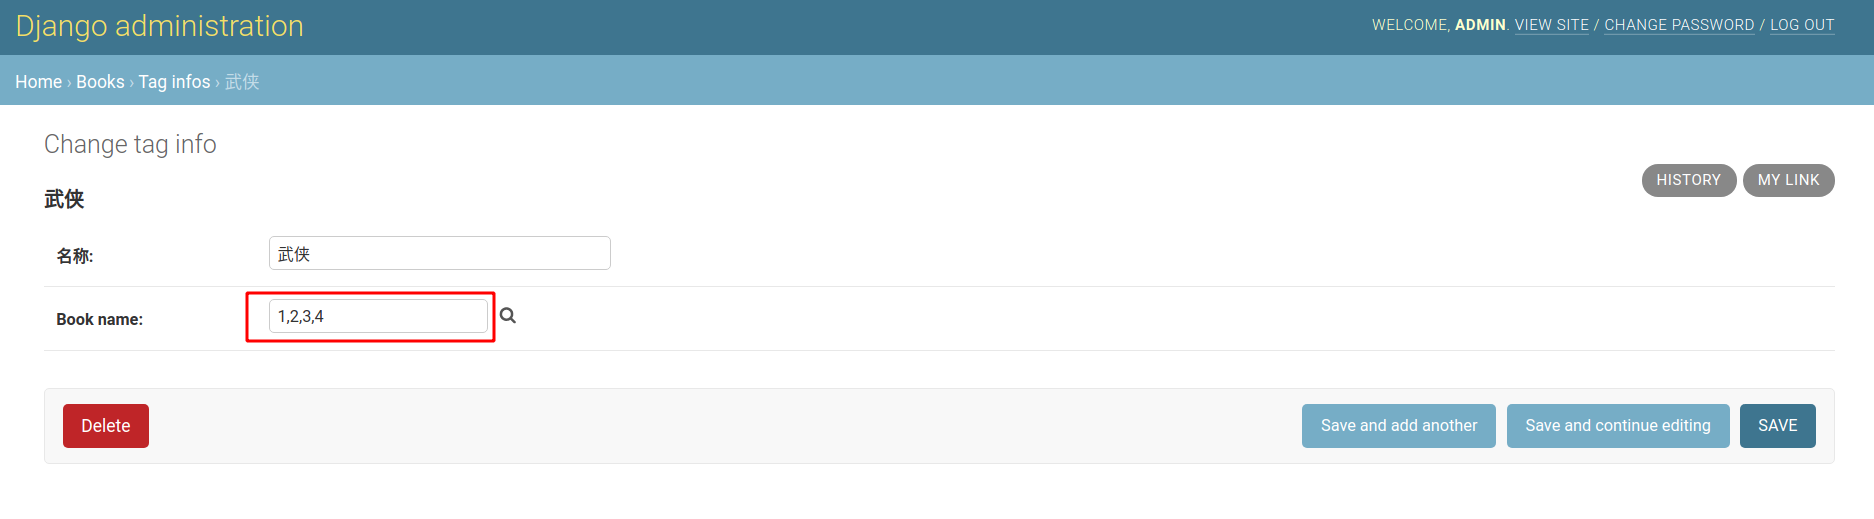 Django administration
WELCOME, ADMIN. VIEW SITE / CHANGE PASSWORD / LOG OUT
Home › Books › Tag infos › 武侠
Change tag info
HISTORY MY LINK
武侠
名称: 武侠
Book name: 1,2,3,4
Delete Save and add another Save and continue editing SAVE